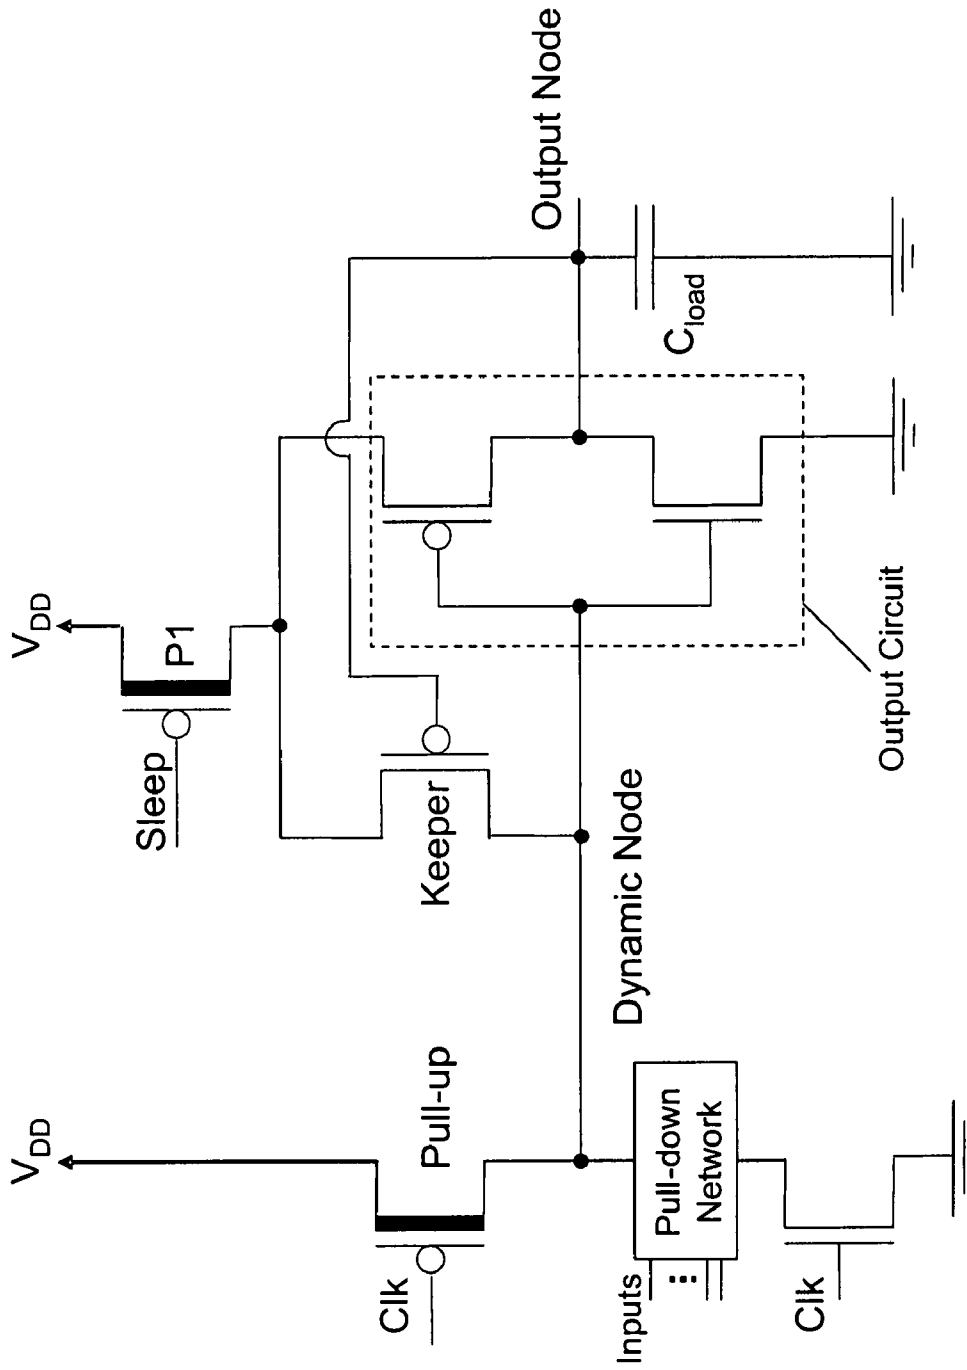 V_DD
Clk
Pull-up
Inputs
Pull-down
Network
Clk
Dynamic Node
V_DD
Sleep
P1
Keeper
Output Circuit
C_load
Output Node